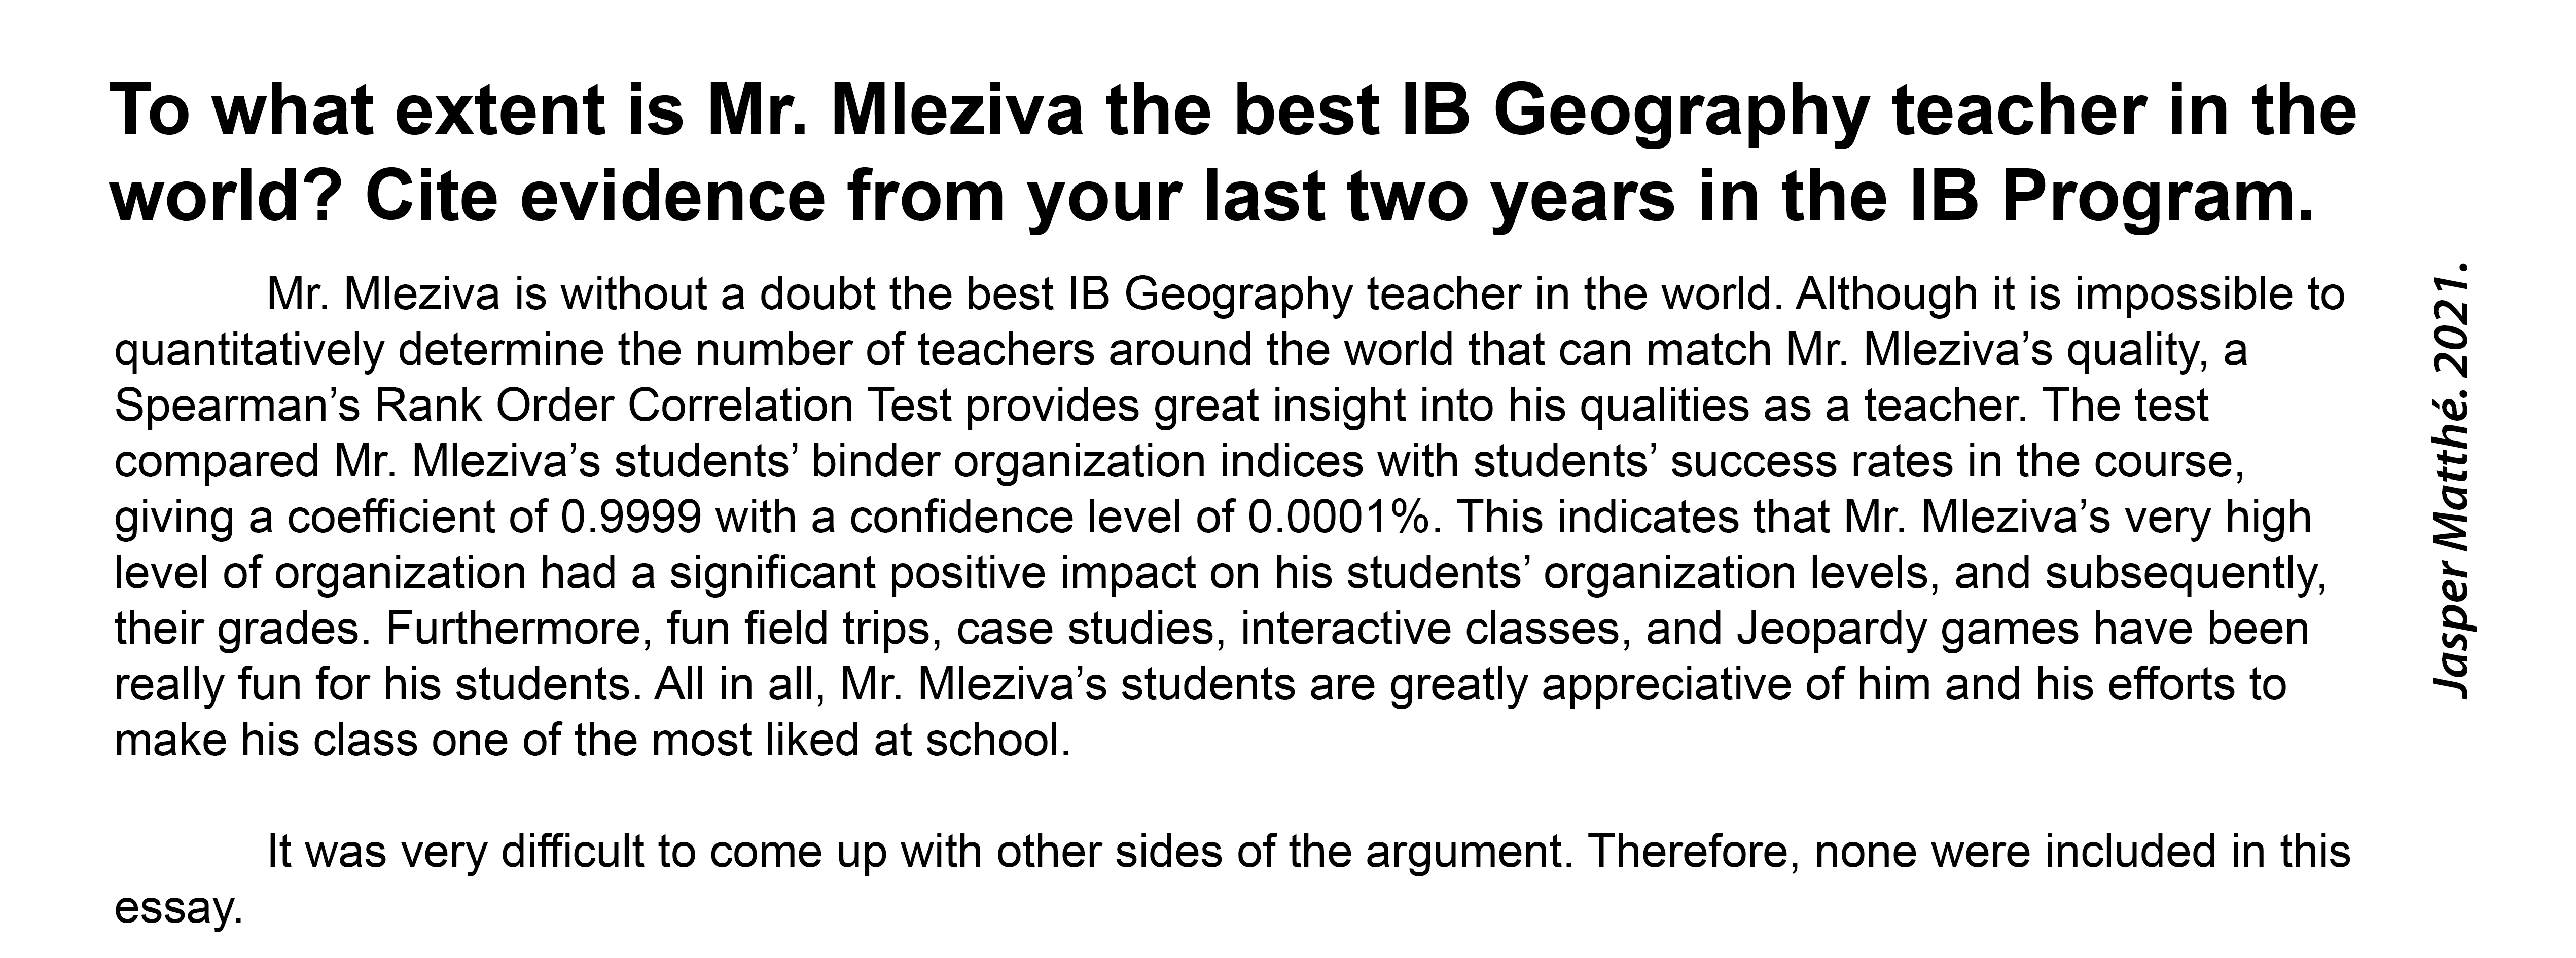 To what extent is Mr. Mleziva the best IB Geography teacher in the
world? Cite evidence from your last two years in the IB Program.
Mr. Mleziva is without a doubt the best IB Geography teacher in the world. Although it is impossible to
quantitatively determine the number of teachers around the world that can match Mr. Mleziva’s quality, a
Spearman’s Rank Order Correlation Test provides great insight into his qualities as a teacher. The test
compared Mr. Mleziva’s students’ binder organization indices with students’ success rates in the course,
giving a coefficient of 0.9999 with a confidence level of 0.0001%. This indicates that Mr. Mleziva’s very high
level of organization had a significant positive impact on his students’ organization levels, and subsequently,
their grades. Furthermore, fun field trips, case studies, interactive classes, and Jeopardy games have been
really fun for his students. All in all, Mr. Mleziva’s students are greatly appreciative of him and his efforts to
make his class one of the most liked at school.
It was very difficult to come up with other sides of the argument. Therefore, none were included in this
essay.
Jasper Matthé. 2021.